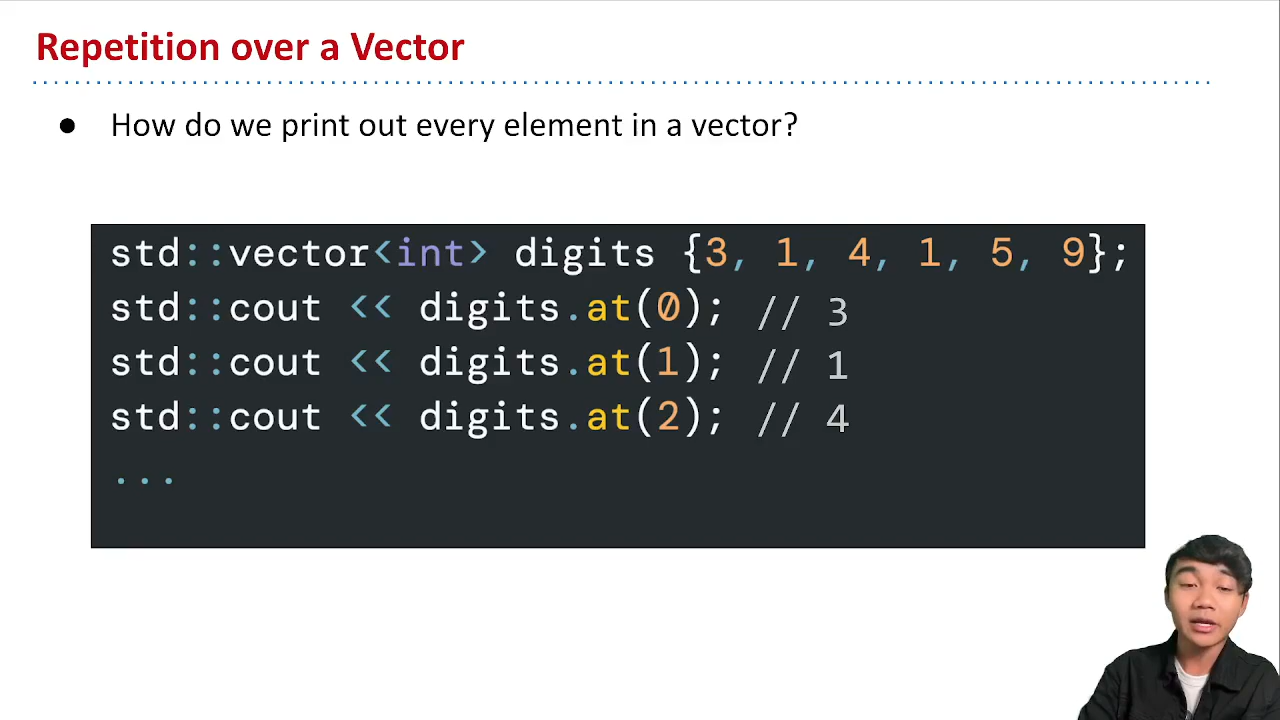 Repetition over a Vector
● How do we print out every element in a vector?
std::vector<int> digits {3, 1, 4, 1, 5, 9};
std::cout << digits.at(0); // 3
std::cout << digits.at(1); // 1
std::cout << digits.at(2); // 4
...